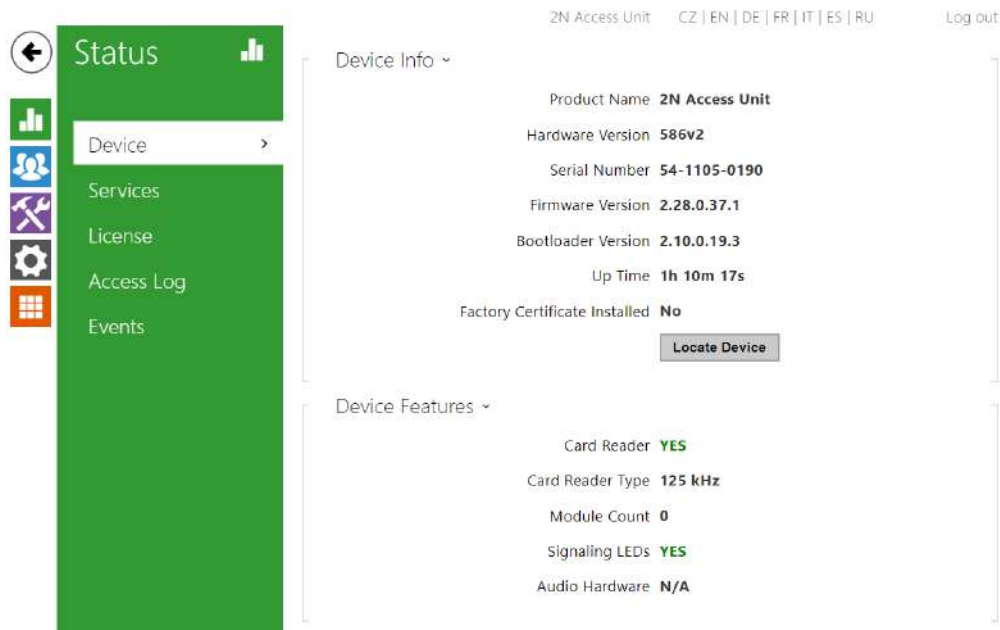 2N Access Unit CZ | EN | DE | FR | IT | ES | RU Log out
Status
Device
Services
License
Access Log
Events
Device Info
Product Name 2N Access Unit
Hardware Version 586v2
Serial Number 54-1105-0190
Firmware Version 2.28.0.37.1
Bootloader Version 2.10.0.19.3
Up Time 1h 10m 17s
Factory Certificate Installed No
Locate Device
Device Features
Card Reader YES
Card Reader Type 125 kHz
Module Count 0
Signaling LEDs YES
Audio Hardware N/A